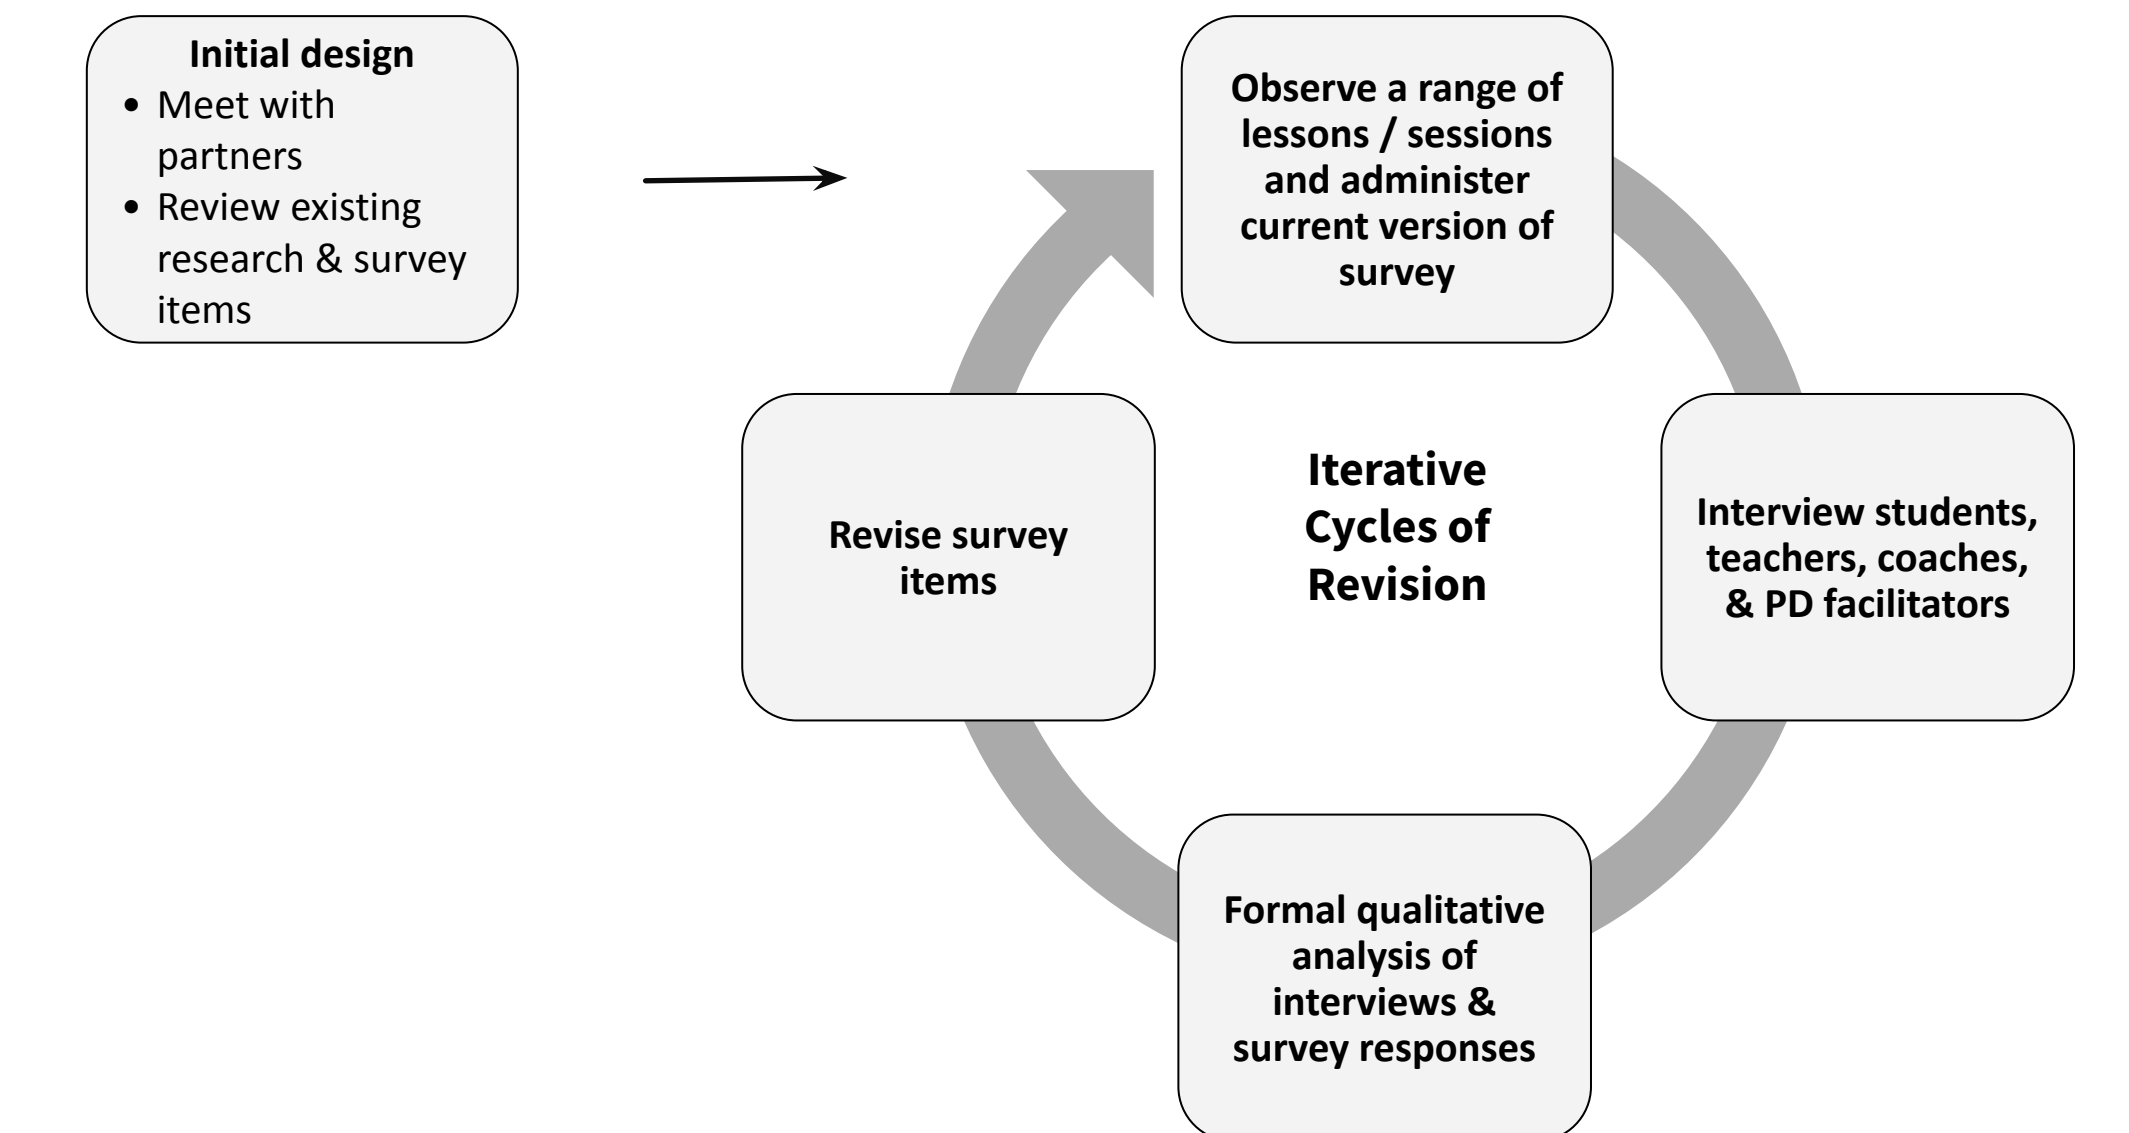 Initial design
• Meet with
partners
• Review existing
research & survey
items
Observe a range of
lessons / sessions
and administer
current version of
survey
Iterative
Cycles of
Revision
Revise survey
items
Interview students,
teachers, coaches,
& PD facilitators
Formal qualitative
analysis of
interviews &
survey responses